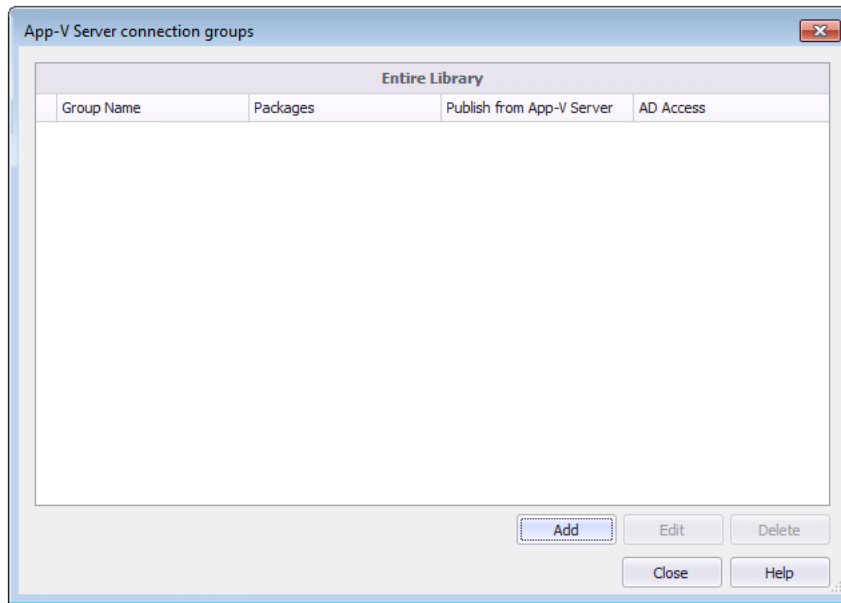 App-V Server connection groups
Entire Library
Group Name Packages Publish from App-V Server AD Access
Add Edit Delete
Close Help